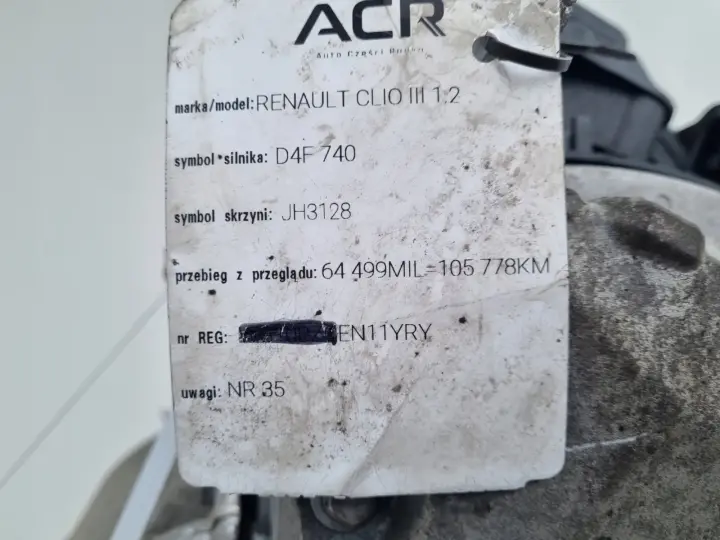 ACR
Auto Części
marka/model: RENAULT CLIO III 1.2
symbol silnika: D4F 740
symbol skrzyni: JH3128
przebieg z przeglądu: 64 499MIL=105 778KM
nr REG: EN11YRY
uwagi: NR 35